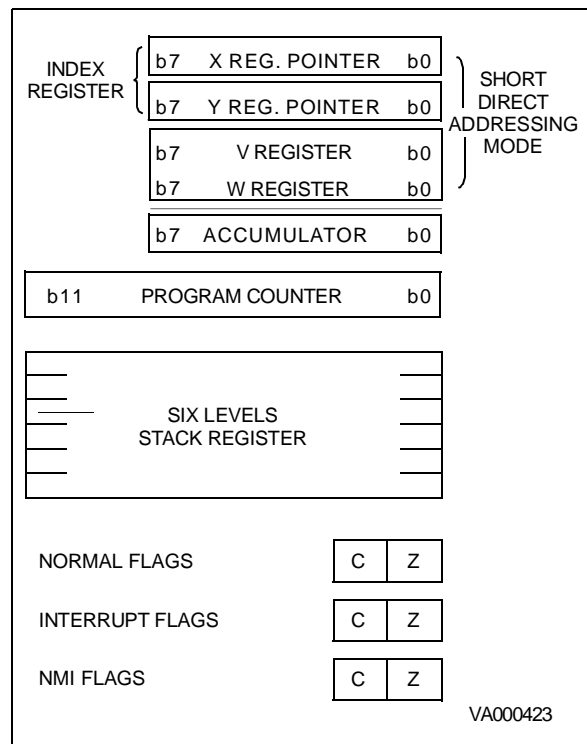 INDEX
REGISTER
b7 X REG. POINTER b0
b7 Y REG. POINTER b0
b7 V REGISTER b0
b7 W REGISTER b0
SHORT
DIRECT
ADDRESSING
MODE
b7 ACCUMULATOR b0
b11 PROGRAM COUNTER b0
SIX LEVELS
STACK REGISTER
NORMAL FLAGS C Z
INTERRUPT FLAGS C Z
NMI FLAGS C Z
VA000423